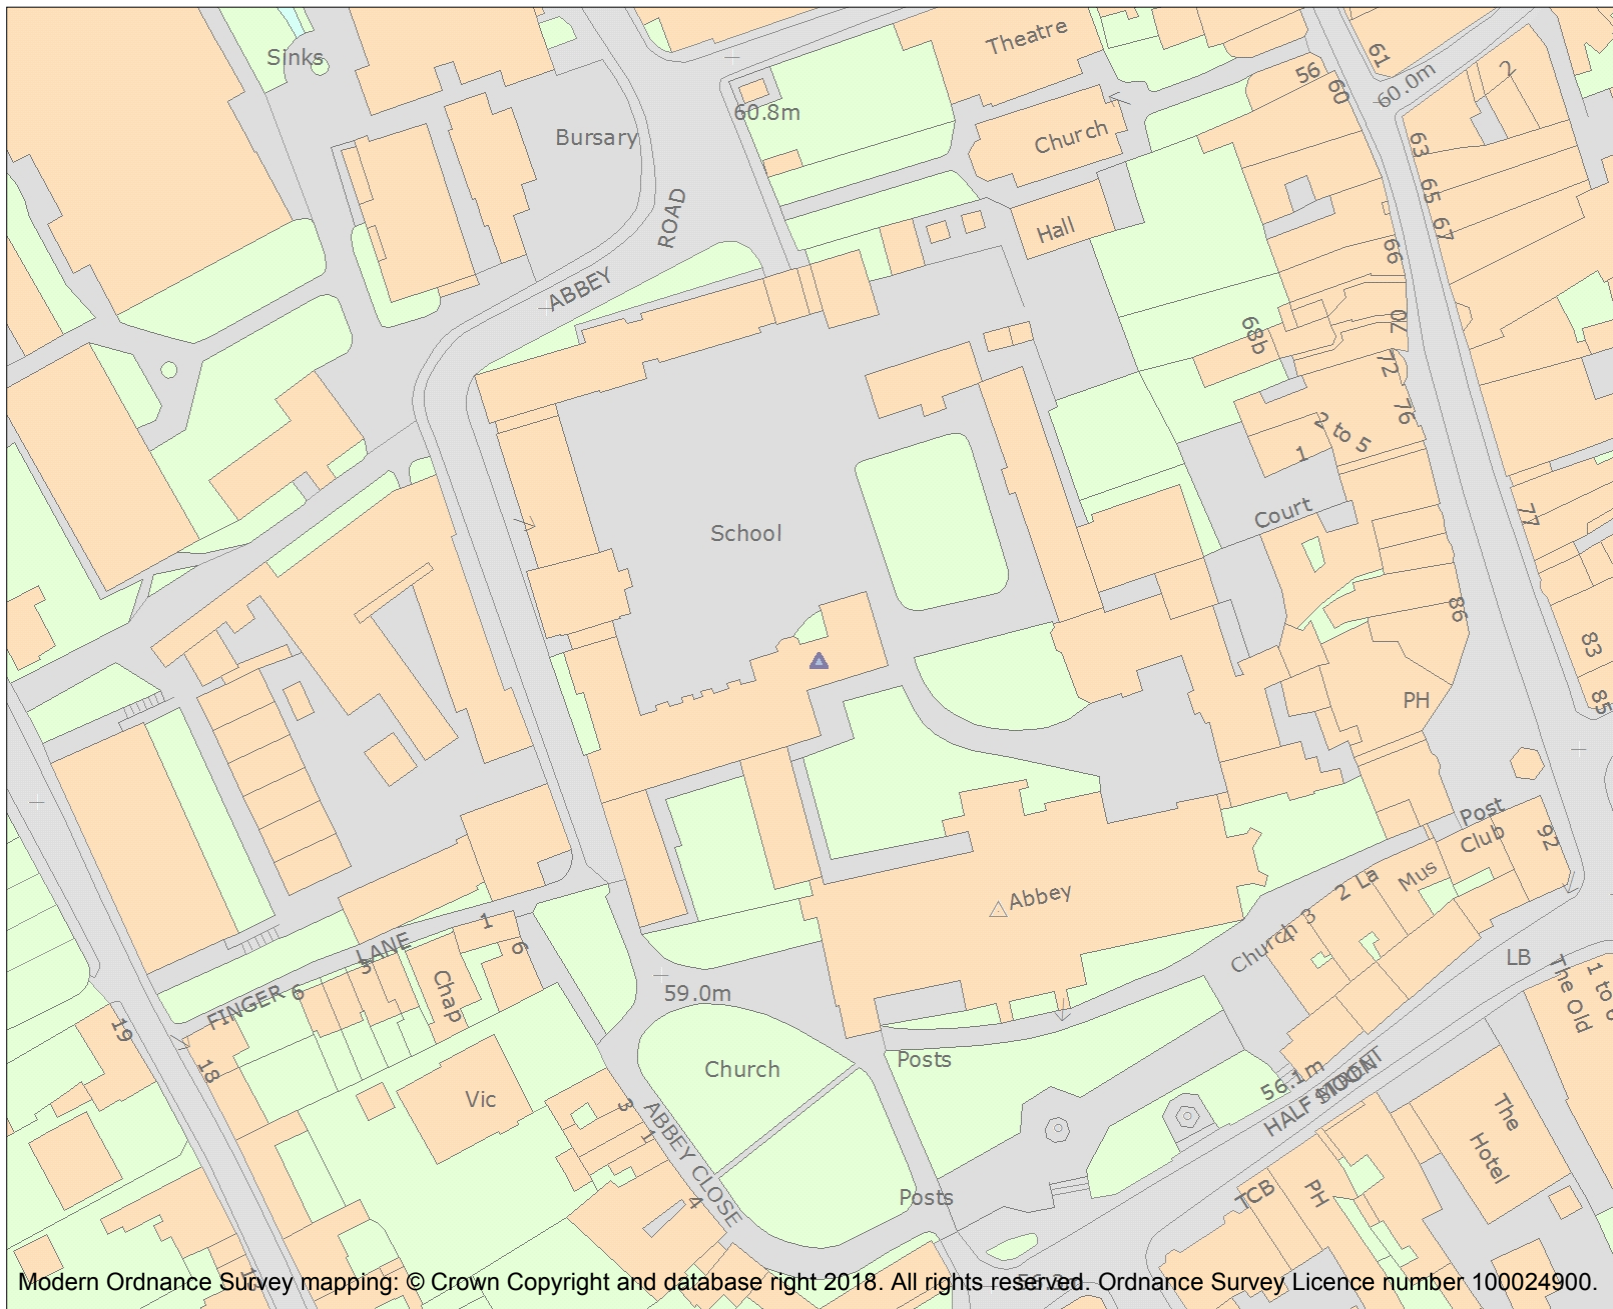 Sinks
Theatre
61
56
60
60.0m
2
60.8m
Bursary
Church
63
65
67
ROAD
Hall
66
ABBEY
68b
70
72
76
2 to 5
1
School
Court
77
86
83
85
PH
Post
Club
92
Mus
2 La
3
4
Church
Abbey
LB
The Old
1 to 6
1
LANE
5
6
Chap
FINGER 6
59.0m
19
18
Posts
Church
Vic
56.1m
HALF MOON
STREET
The
Hotel
3
1
4
ABBEY CLOSE
Posts
TCB
PH
Modern Ordnance Survey mapping: © Crown Copyright and database right 2018. All rights reserved. Ordnance Survey Licence number 100024900.